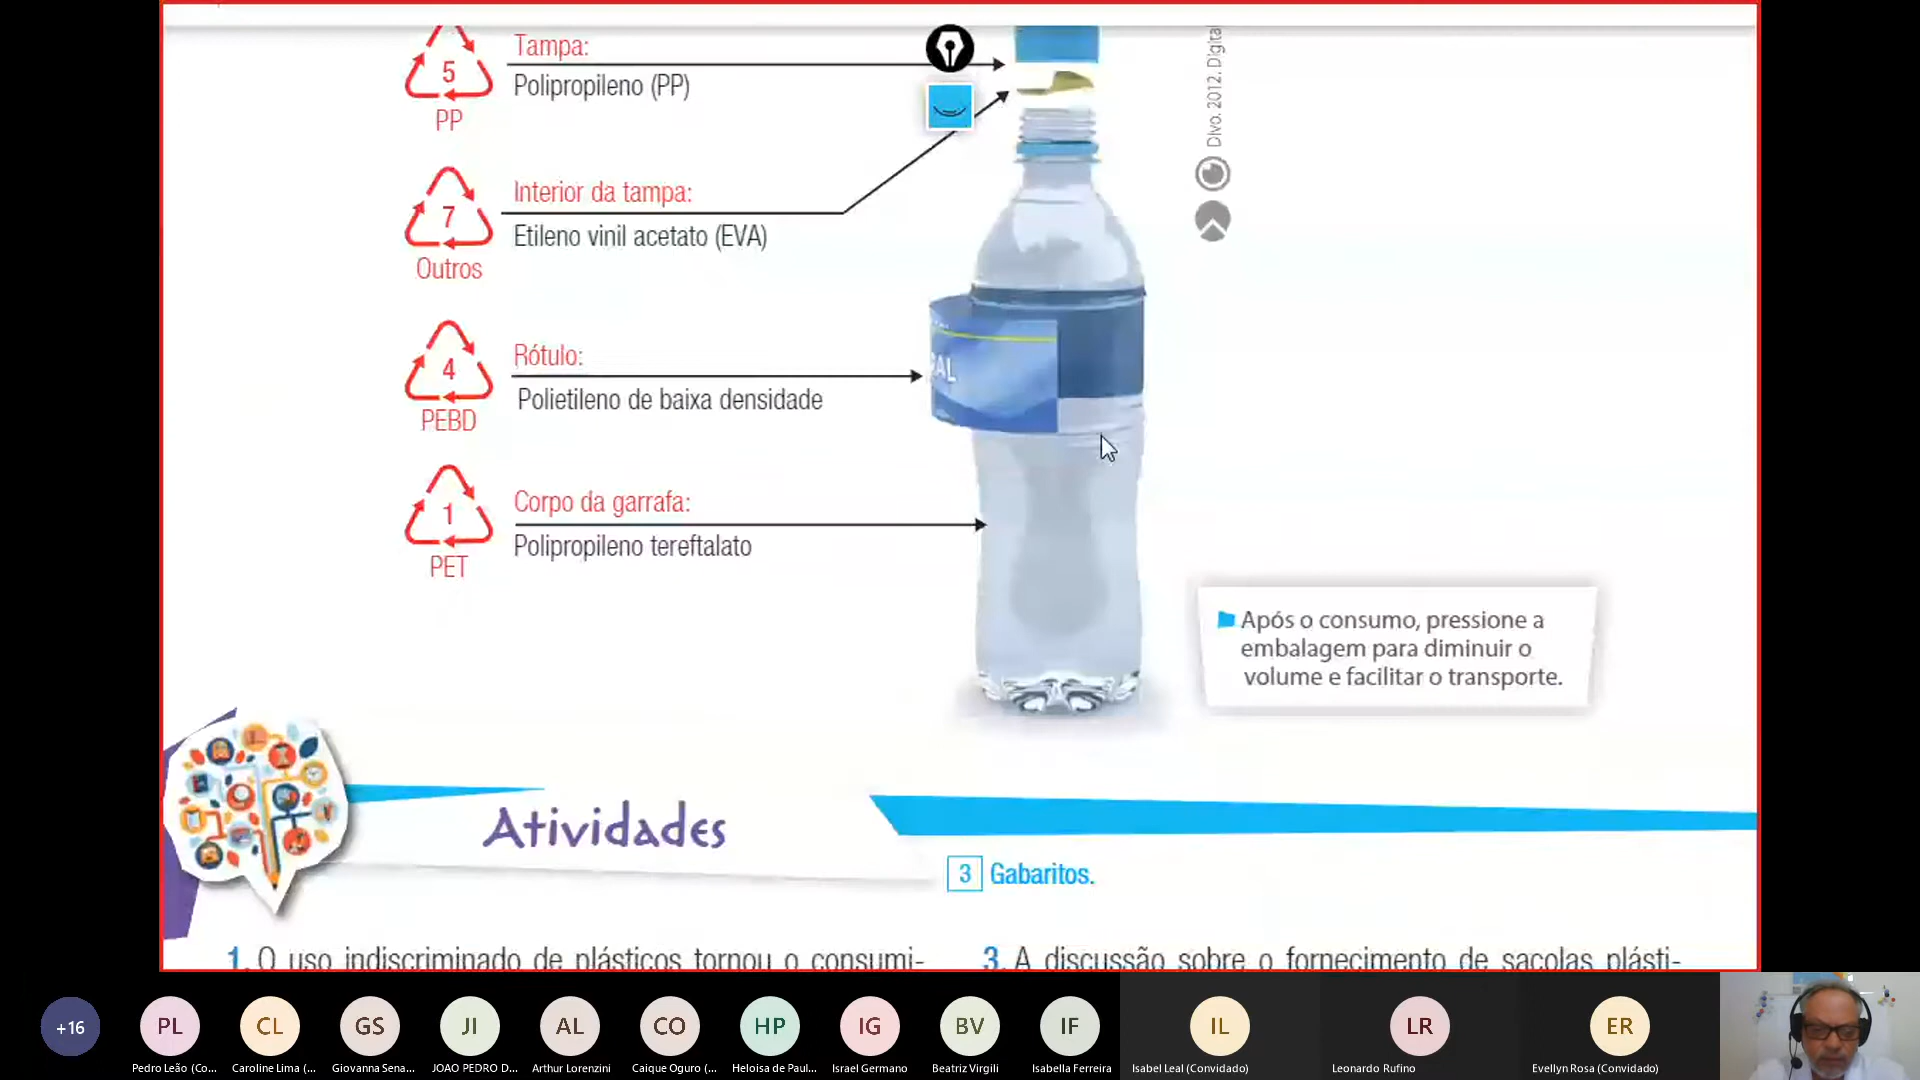 5
PP
Tampa:
Polipropileno (PP)
7
Outros
Interior da tampa:
Etileno vinil acetato (EVA)
4
PEBD
Rótulo:
Polietileno de baixa densidade
1
PET
Corpo da garrafa:
Polipropileno tereftalato
AL
Divo. 2012. Digital
Após o consumo, pressione a
embalagem para diminuir o
volume e facilitar o transporte.
Atividades
3 Gabaritos.
1. O uso indiscriminado de plásticos tornou o consumi-
3. A discussão sobre o fornecimento de sacolas plásti-
+16
PL
CL
GS
JI
AL
CO
HP
IG
BV
IF
IL
LR
ER
Pedro Leão (Co...
Caroline Lima (...
Giovanna Sena...
JOAO PEDRO D...
Arthur Lorenzini
Caique Oguro (...
Heloisa de Paul...
Israel Germano
Beatriz Virgili
Isabella Ferreira
Isabel Leal (Convidado)
Leonardo Rufino
Evellyn Rosa (Convidado)